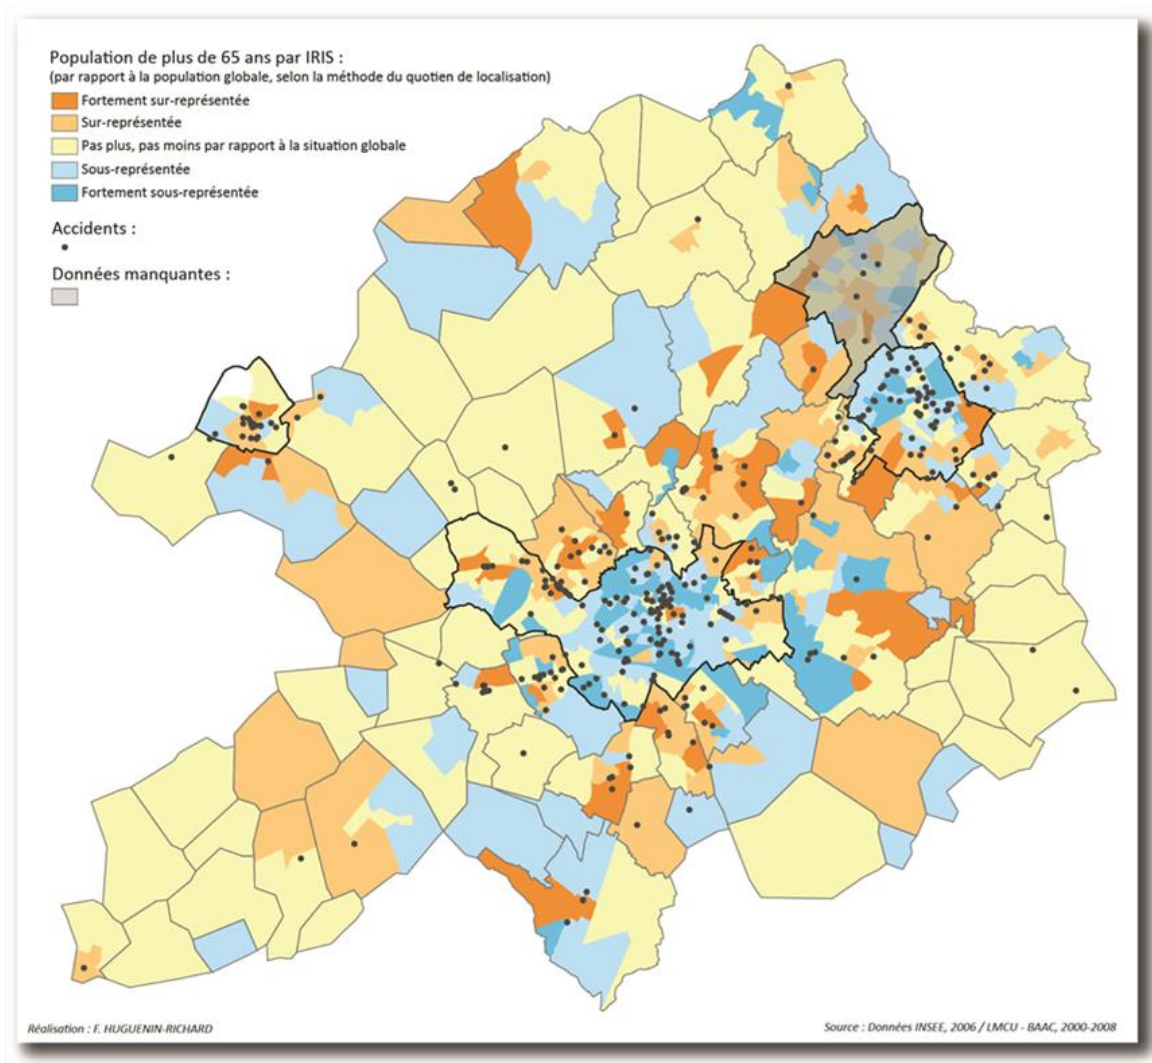 Population de plus de 65 ans par IRIS :
(par rapport à la population globale, selon la méthode du quotien de localisation)
Fortement sur-représentée
Sur-représentée
Pas plus, pas moins par rapport à la situation globale
Sous-représentée
Fortement sous-représentée
Accidents :
Données manquantes :
Réalisation : F. HUGUENIN-RICHARD
Source : Données INSEE, 2006 / LMCU - BAAC, 2000-2008